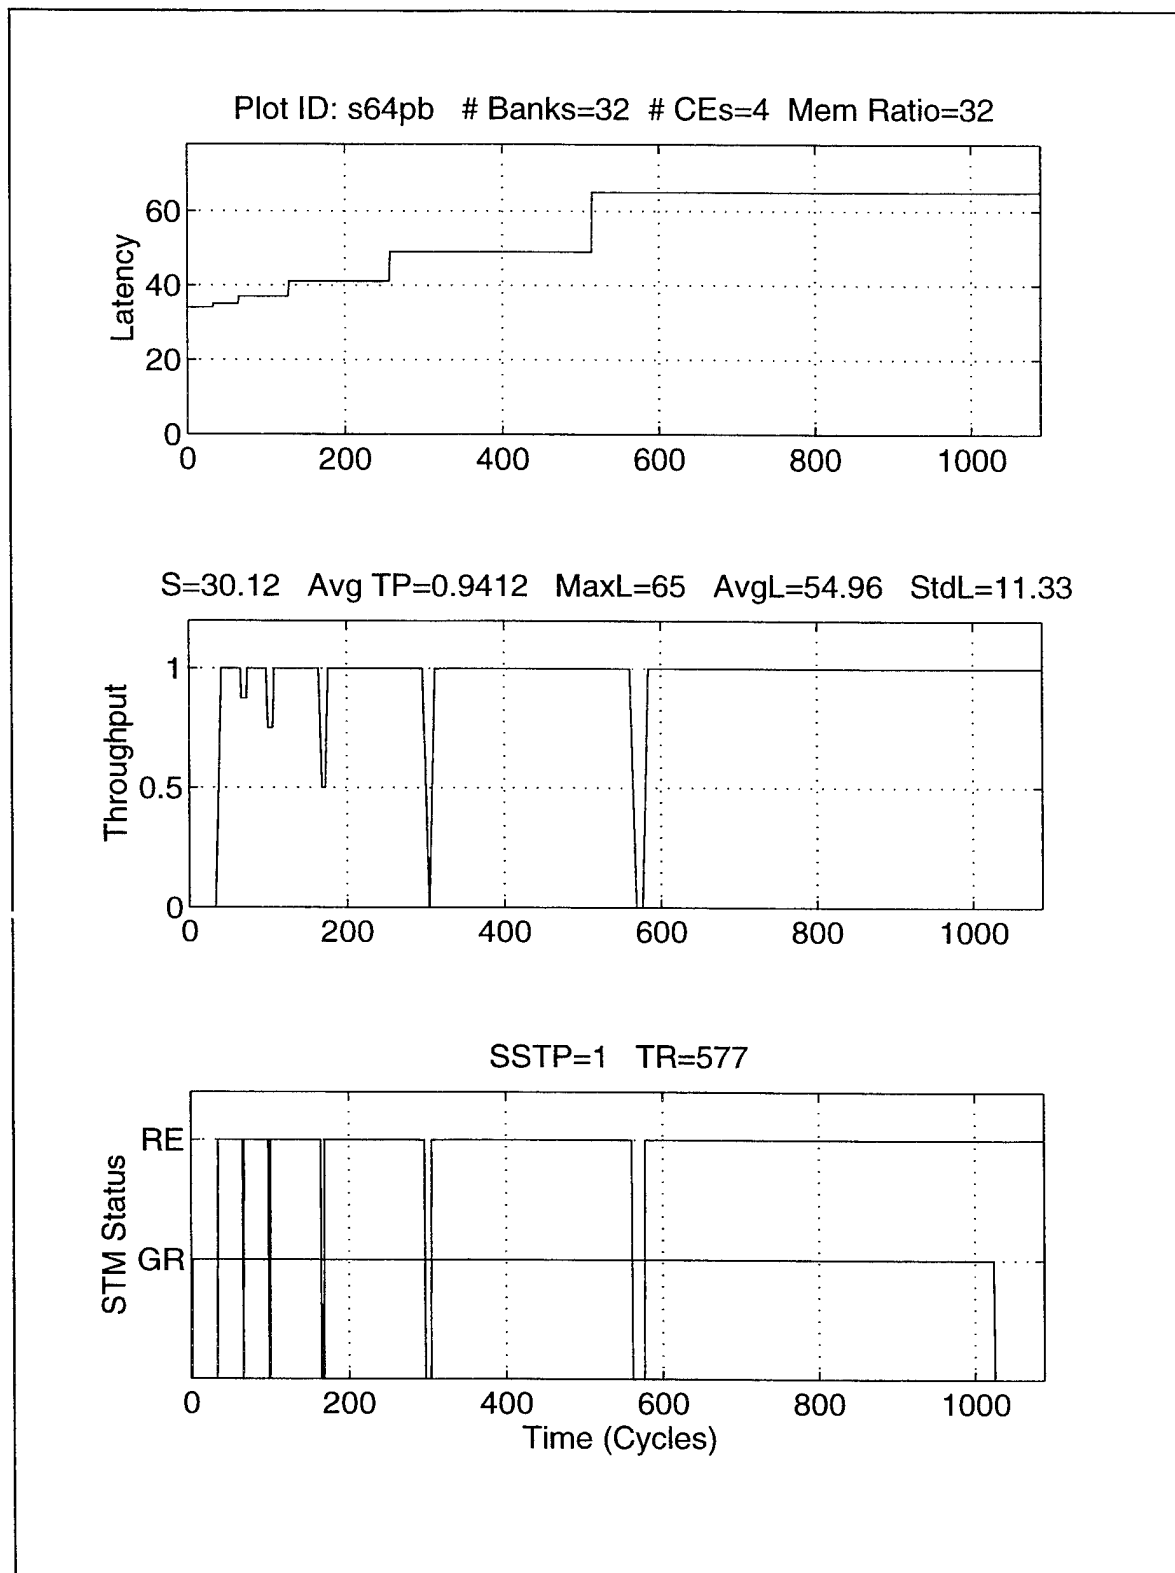 Plot ID: s64pb # Banks=32 # CEs=4 Mem Ratio=32
60
40
20
0
Latency
0 200 400 600 800 1000
S=30.12 Avg TP=0.9412 MaxL=65 AvgL=54.96 StdL=11.33
1
0.5
0
Throughput
0 200 400 600 800 1000
SSTP=1 TR=577
RE
GR
STM Status
0 200 400 600 800 1000
Time (Cycles)